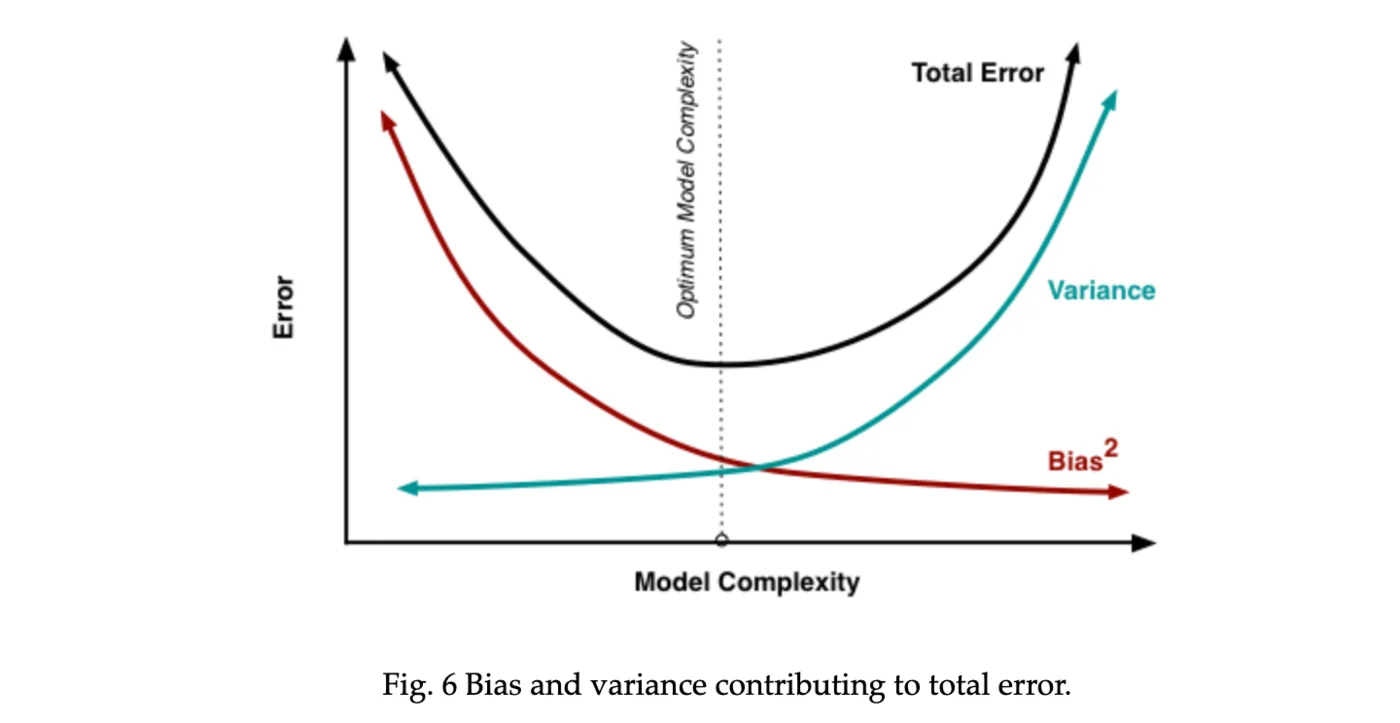 Optimum Model Complexity
Total Error
Variance
Error
Bias²
Model Complexity
Fig. 6 Bias and variance contributing to total error.